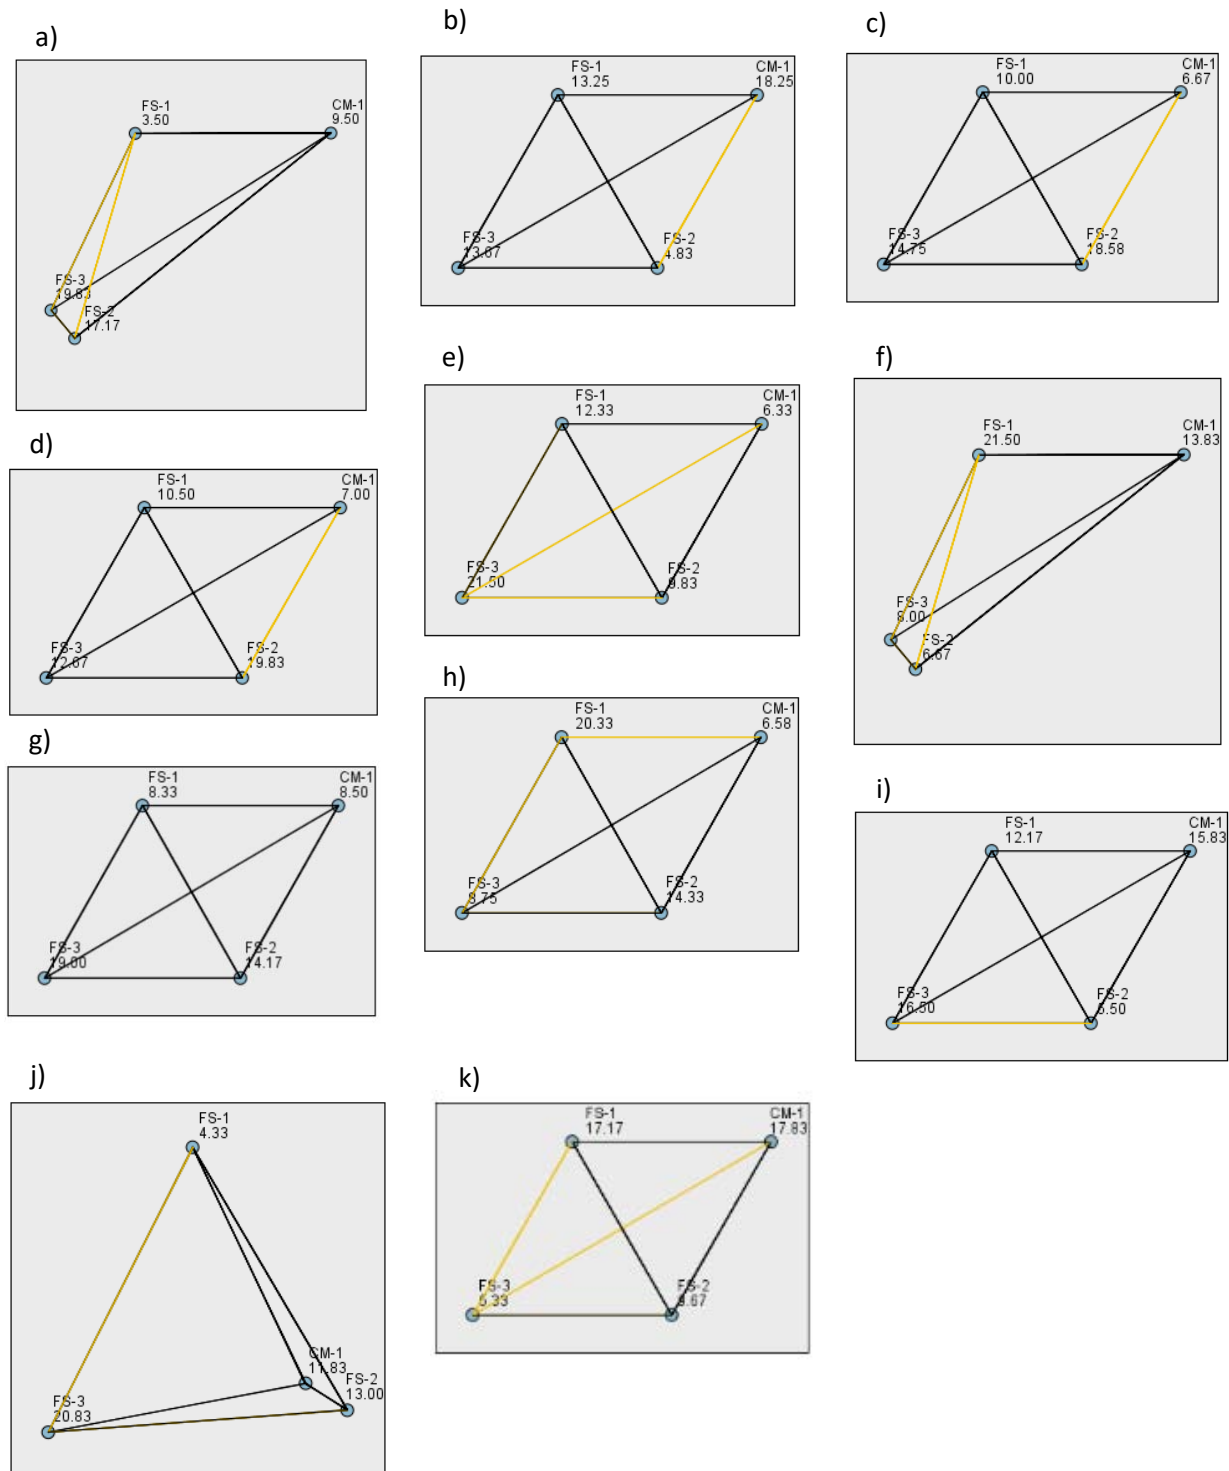 a)
FS-1
3.50
CM-1
9.50
FS-3
19.83
FS-2
17.17
b)
FS-1
13.25
CM-1
18.25
FS-3
13.67
FS-2
4.83
c)
FS-1
10.00
CM-1
6.67
FS-3
14.75
FS-2
18.58
d)
FS-1
10.50
CM-1
7.00
FS-3
12.67
FS-2
19.83
e)
FS-1
12.33
CM-1
6.33
FS-3
21.50
FS-2
9.83
f)
FS-1
21.50
CM-1
13.83
FS-3
8.00
FS-2
6.67
g)
FS-1
8.33
CM-1
8.50
FS-3
19.00
FS-2
14.17
h)
FS-1
20.33
CM-1
6.58
FS-3
8.75
FS-2
14.33
i)
FS-1
12.17
CM-1
15.83
FS-3
16.50
FS-2
5.50
j)
FS-1
4.33
CM-1
11.83
FS-2
13.00
FS-3
20.83
k)
FS-1
17.17
CM-1
17.83
FS-3
5.33
FS-2
9.67